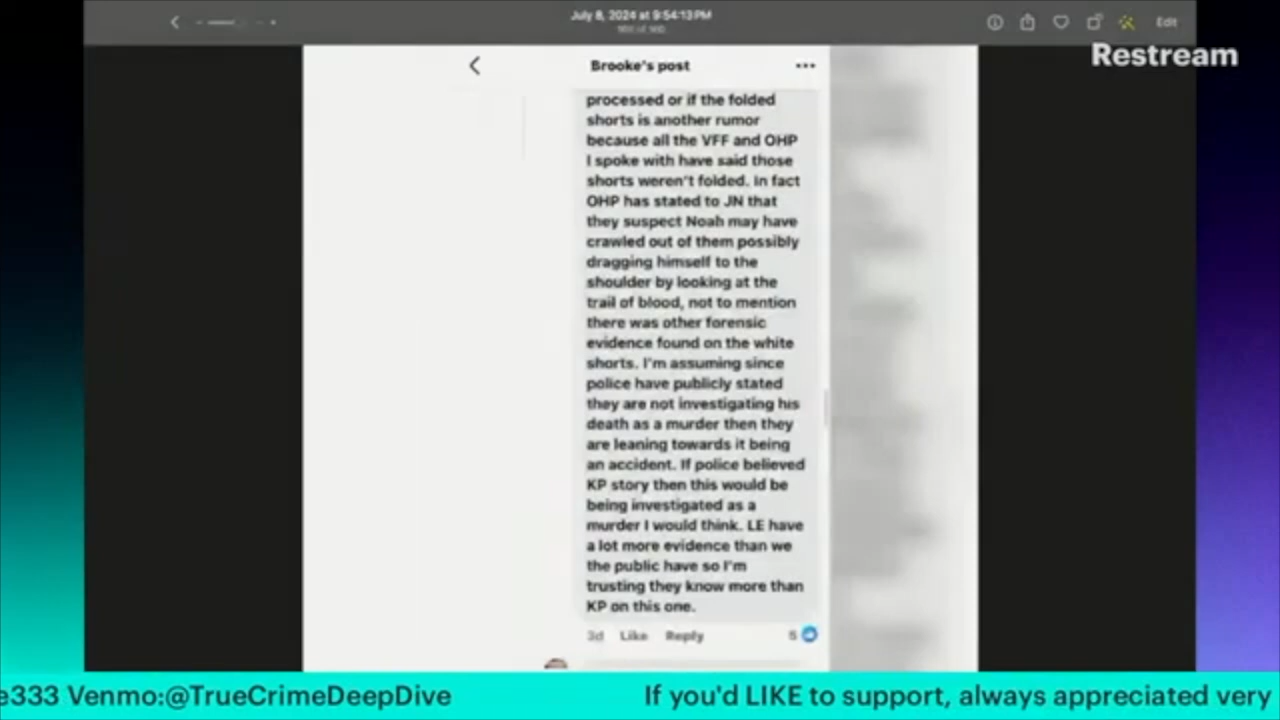 July 8, 2024 at 9:54:13 PM
Edit
Restream
Brooke's post
processed or if the folded
shorts is another rumor
because all the VFF and OHP
I spoke with have said those
shorts weren't folded. In fact
OHP has stated to JN that
they suspect Noah may have
crawled out of them possibly
dragging himself to the
shoulder by looking at the
trail of blood, not to mention
there was other forensic
evidence found on the white
shorts. I'm assuming since
police have publicly stated
they are not investigating his
death as a murder then they
are leaning towards it being
an accident. If police believed
KP story then this would be
being investigated as a
murder I would think. LE have
a lot more evidence than we
the public have so I'm
trusting they know more than
KP on this one.
3d Like Reply 5
e333 Venmo:@TrueCrimeDeepDive If you'd LIKE to support, always appreciated very